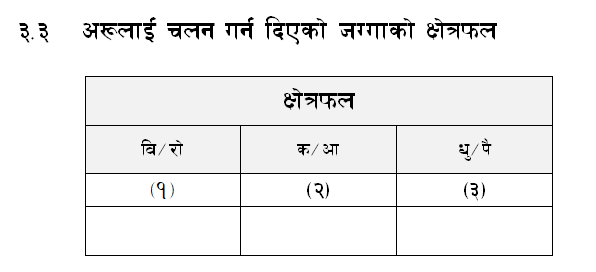 ३.३ अरूलाई चलन गर्न दिएको जग्गाको क्षेत्रफल
क्षेत्रफल
बि/रो क/आ धु/पै
(१) (२) (३)